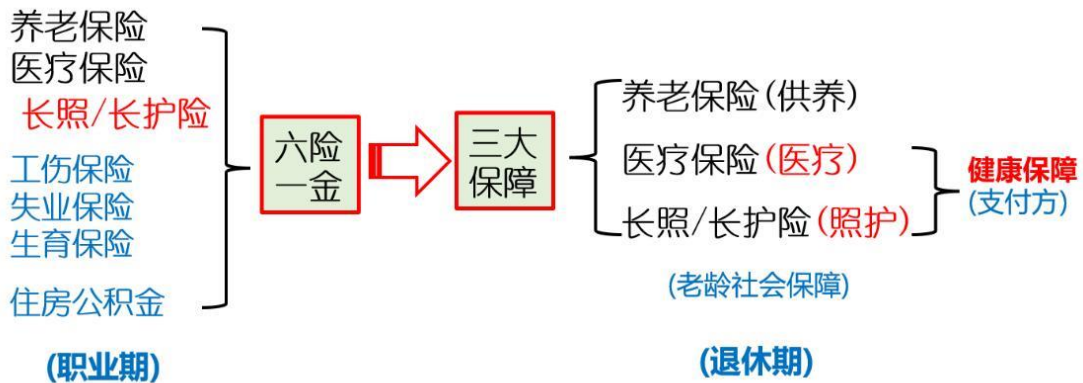 养老保险
医疗保险
长照/长护险
工伤保险
失业保险
生育保险
住房公积金
(职业期)
六险
一金
三大
保障
养老保险(供养)
医疗保险(医疗)
长照/长护险(照护)
(老龄社会保障)
(退休期)
健康保障
(支付方)